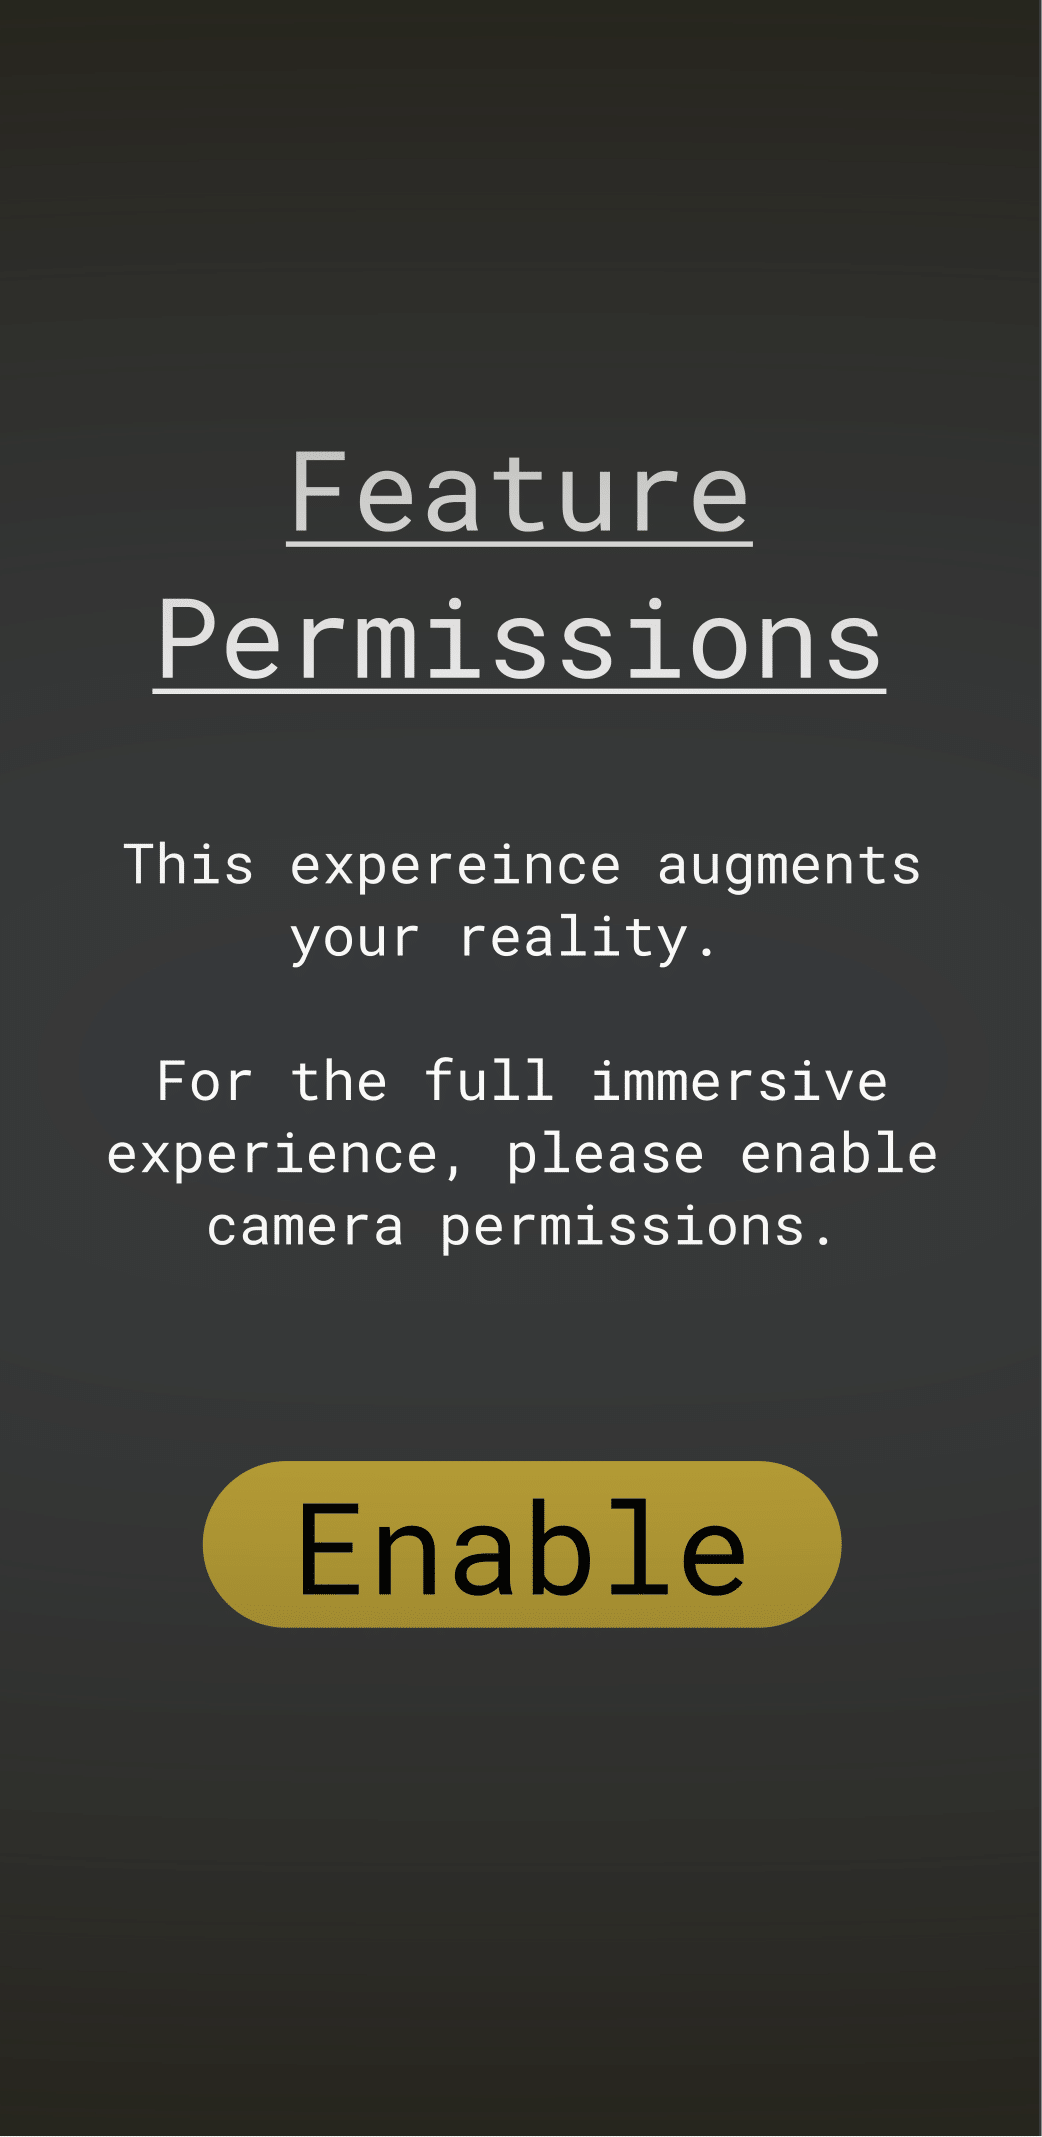 Feature
Permissions
This expereince augments
your reality.
For the full immersive
experience, please enable
camera permissions.
Enable